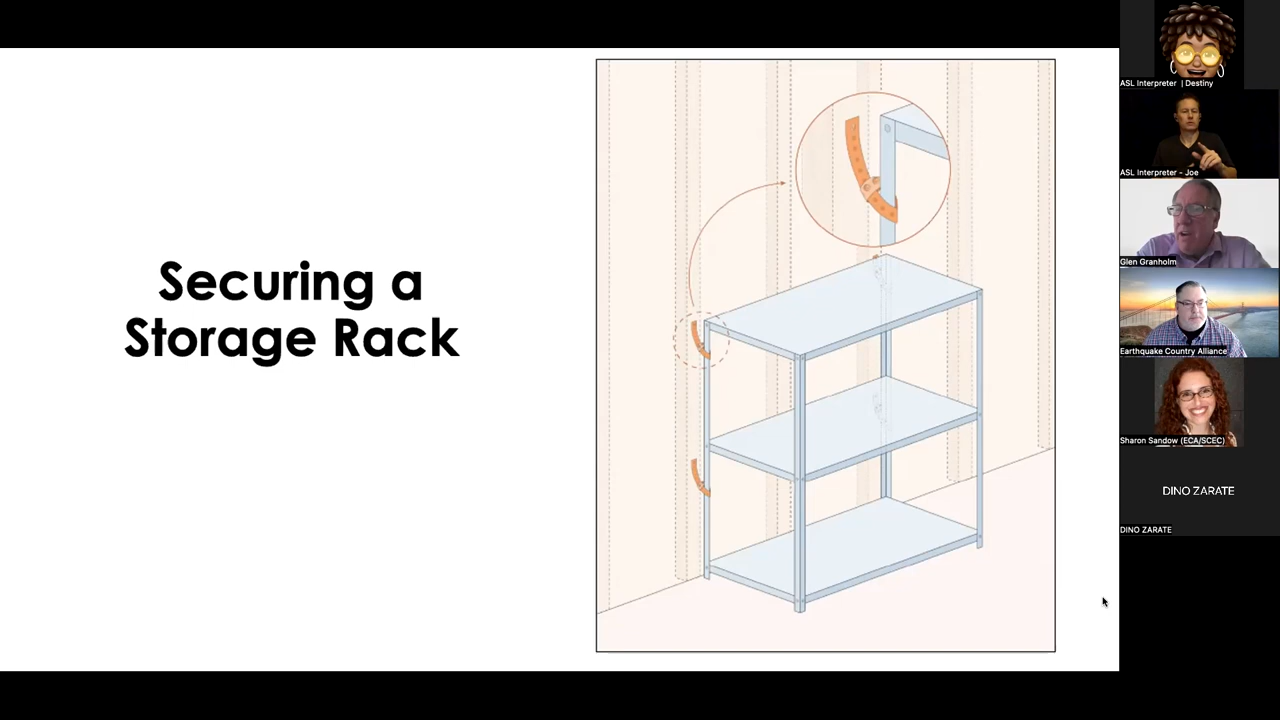 Securing a
Storage Rack
ASL Interpreter | Destiny
ASL Interpreter - Joe
Glen Granholm
Earthquake Country Alliance
Sharon Sandow (ECA/SCEC)
DINO ZARATE
DINO ZARATE